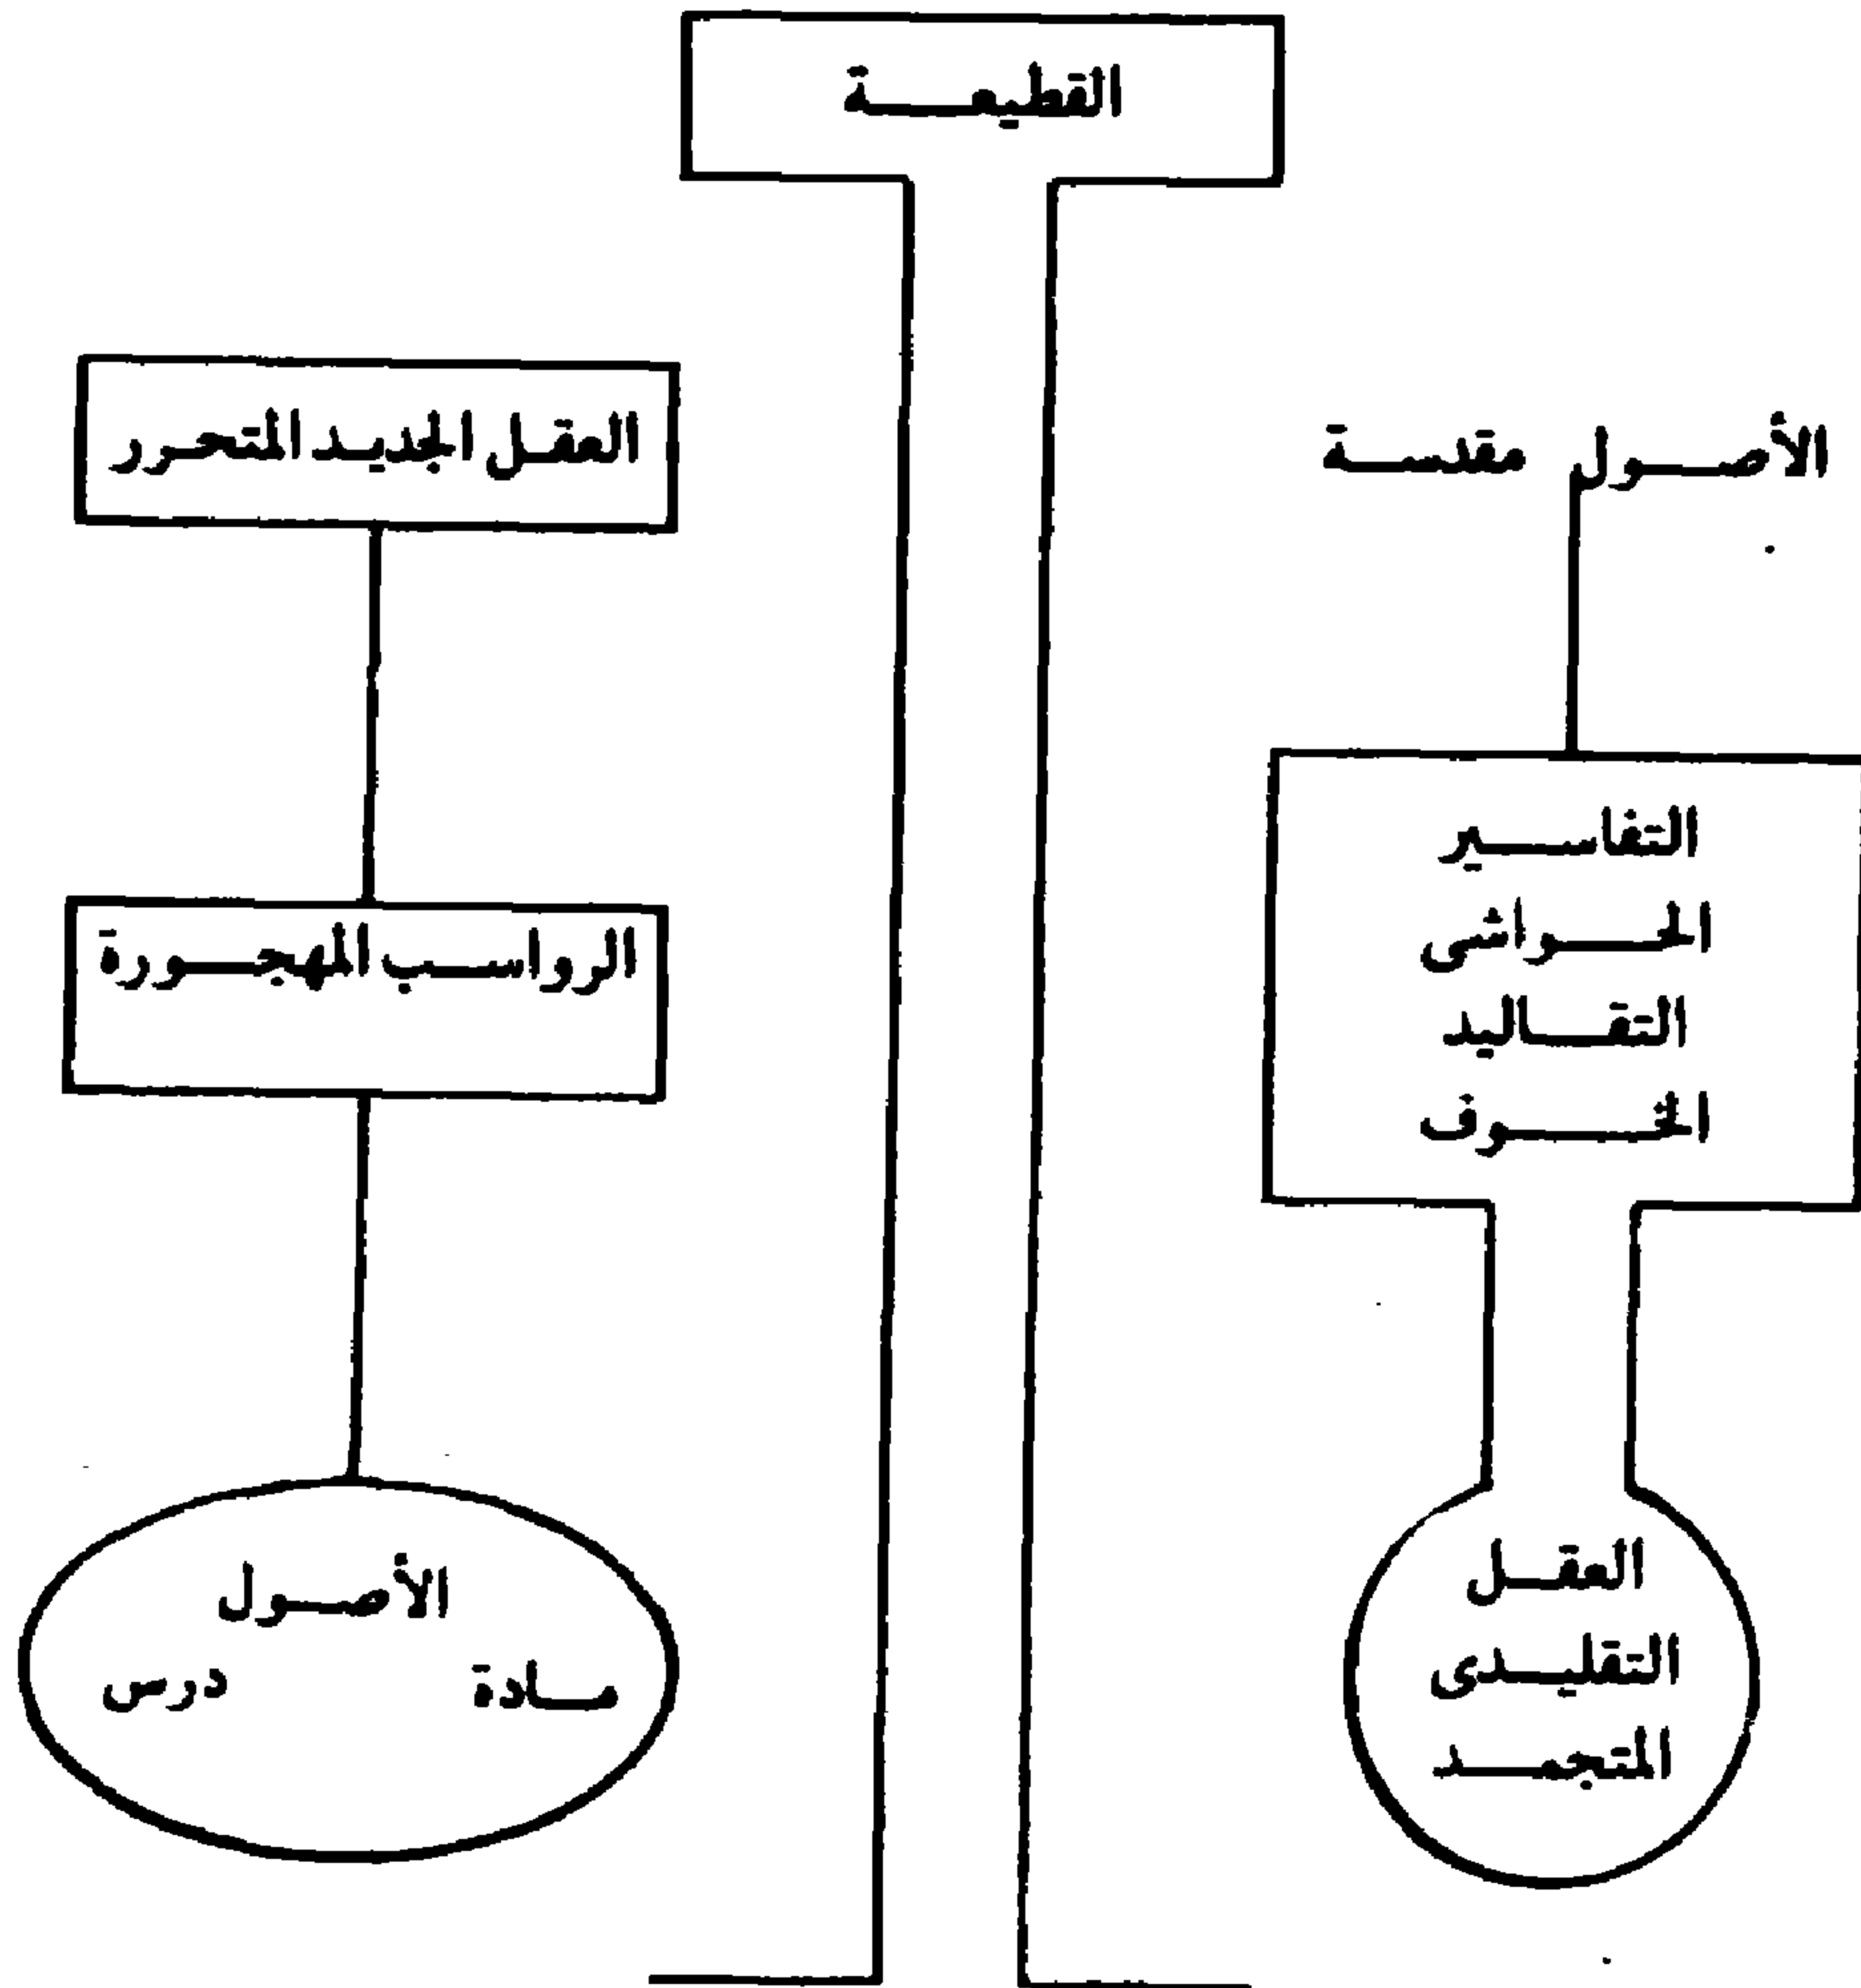 القطيعة
الأصول مقدسة
التفاسير
الحواشى
التقاليد
الخوف
العقل
التقليدى
المتجمد
العقل الجديد المتحرر
الرواسب المهجورة
الأصول
مادة درس